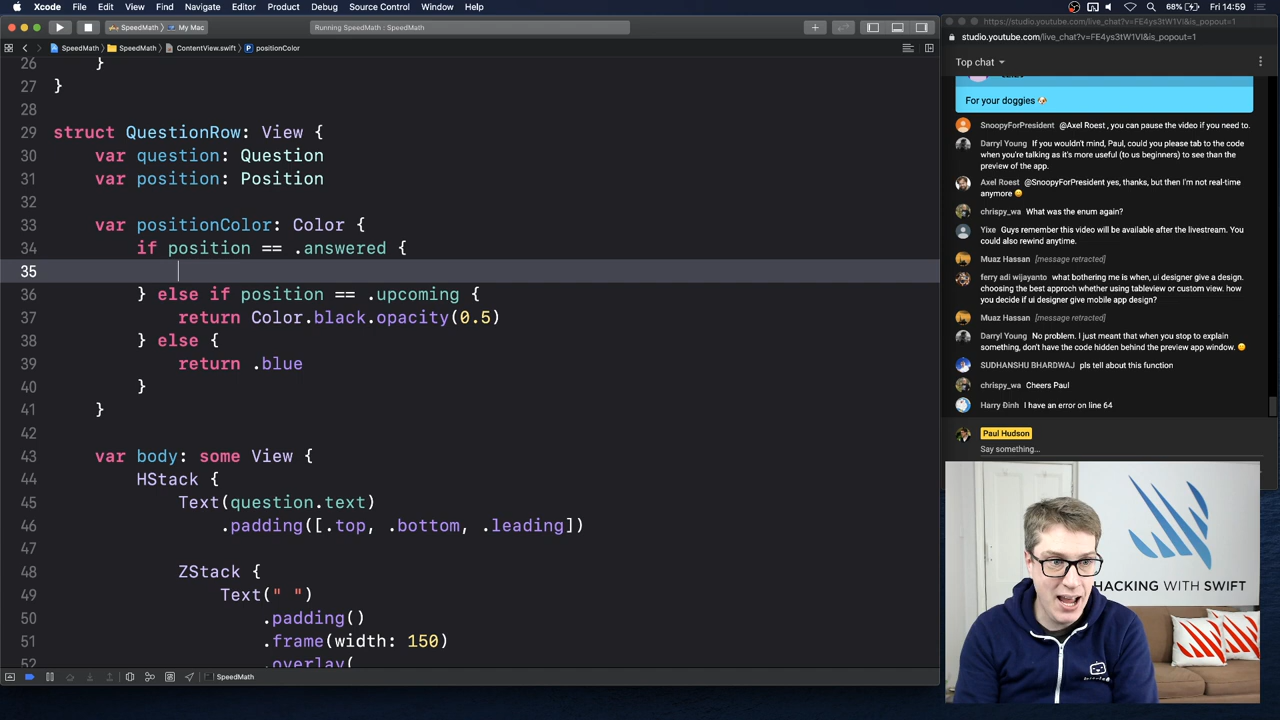 Xcode File Edit View Find Navigate Editor Product Debug Source Control Window Help
68% Fri 14:59
SpeedMath My Mac
Running SpeedMath : SpeedMath
SpeedMath SpeedMath ContentView.swift positionColor
26 }
27 }
28
29 struct QuestionRow: View {
30 var question: Question
31 var position: Position
32
33 var positionColor: Color {
34 if position == .answered {
35
36 } else if position == .upcoming {
37 return Color.black.opacity(0.5)
38 } else {
39 return .blue
40 }
41 }
42
43 var body: some View {
44 HStack {
45 Text(question.text)
46 .padding([.top, .bottom, .leading])
47
48 ZStack {
49 Text(" ")
50 .padding()
51 .frame(width: 150)
52 .overlay(
SpeedMath
https://studio.youtube.com/live_chat?v=FE4ys3tW1VI&is_popout=1
studio.youtube.com/live_chat?v=FE4ys3tW1VI&is_popout=1
Top chat
For your doggies
SnoopyForPresident @Axel Roest , you can pause the video if you need to.
Darryl Young If you wouldn't mind, Paul, could you please tab to the code
when you're talking as it's more useful (to us beginners) to see than the
preview of the app.
Axel Roest @SnoopyForPresident yes, thanks, but then I'm not real-time
anymore
chrispy_wa What was the enum again?
Yixe Guys remember this video will be available after the livestream. You
could also rewind anytime.
Muaz Hassan [message retracted]
ferry adi wijayanto what bothering me is when, ui designer give a design.
choosing the best approch whether using tableview or custom view. how
you decide if ui designer give mobile app design?
Muaz Hassan [message retracted]
Darryl Young No problem. I just meant that when you stop to explain
something, don't have the code hidden behind the preview app window.
SUDHANSHU BHARDWAJ pls tell about this function
chrispy_wa Cheers Paul
Harry Đinh I have an error on line 64
Paul Hudson
Say something...
HACKING WITH SWIFT